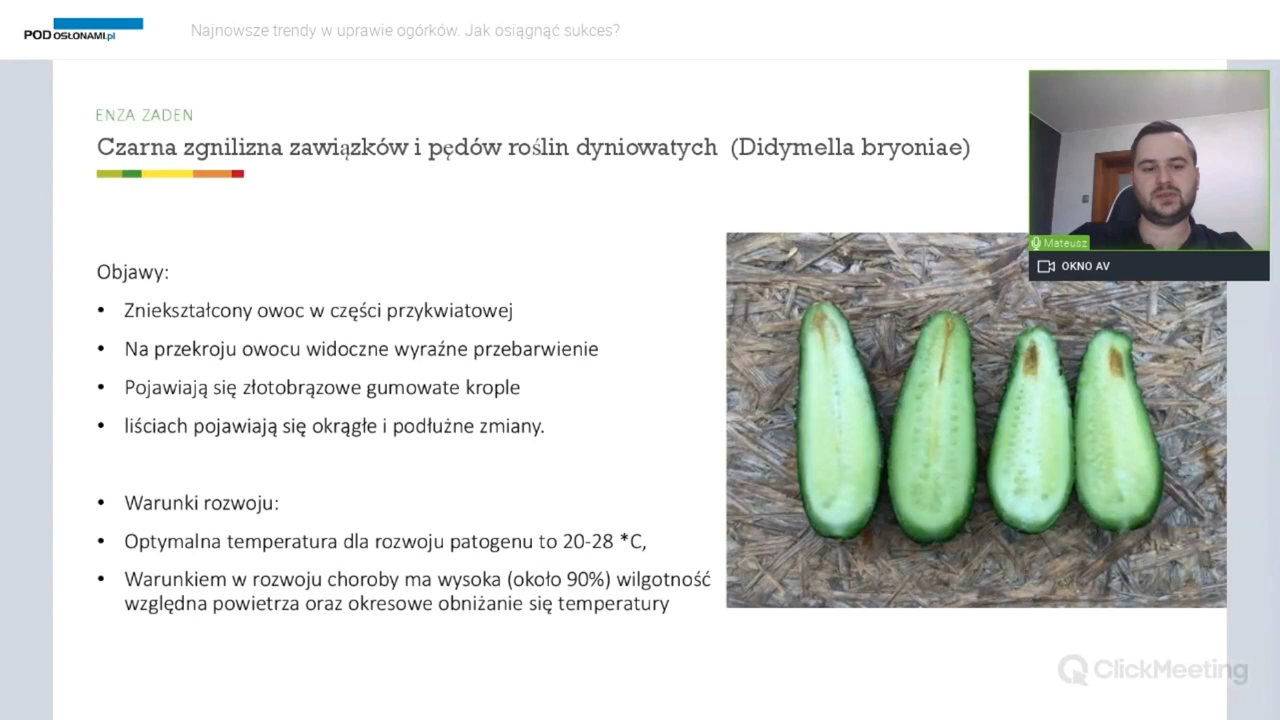 POD OSŁONAMI.pl
Najnowsze trendy w uprawie ogórków. Jak osiągnąć sukces?
ENZA ZADEN
Czarna zgnilizna zawiązków i pędów roślin dyniowatych (Didymella bryoniae)
Mateusz
OKNO AV
Objawy:
• Zniekształcony owoc w części przykwiatowej
• Na przekroju owocu widoczne wyraźne przebarwienie
• Pojawiają się złotobrązowe gumowate krople
• liściach pojawiają się okrągłe i podłużne zmiany.
• Warunki rozwoju:
• Optymalna temperatura dla rozwoju patogenu to 20-28 *C,
• Warunkiem w rozwoju choroby ma wysoka (około 90%) wilgotność
względna powietrza oraz okresowe obniżanie się temperatury
ClickMeeting